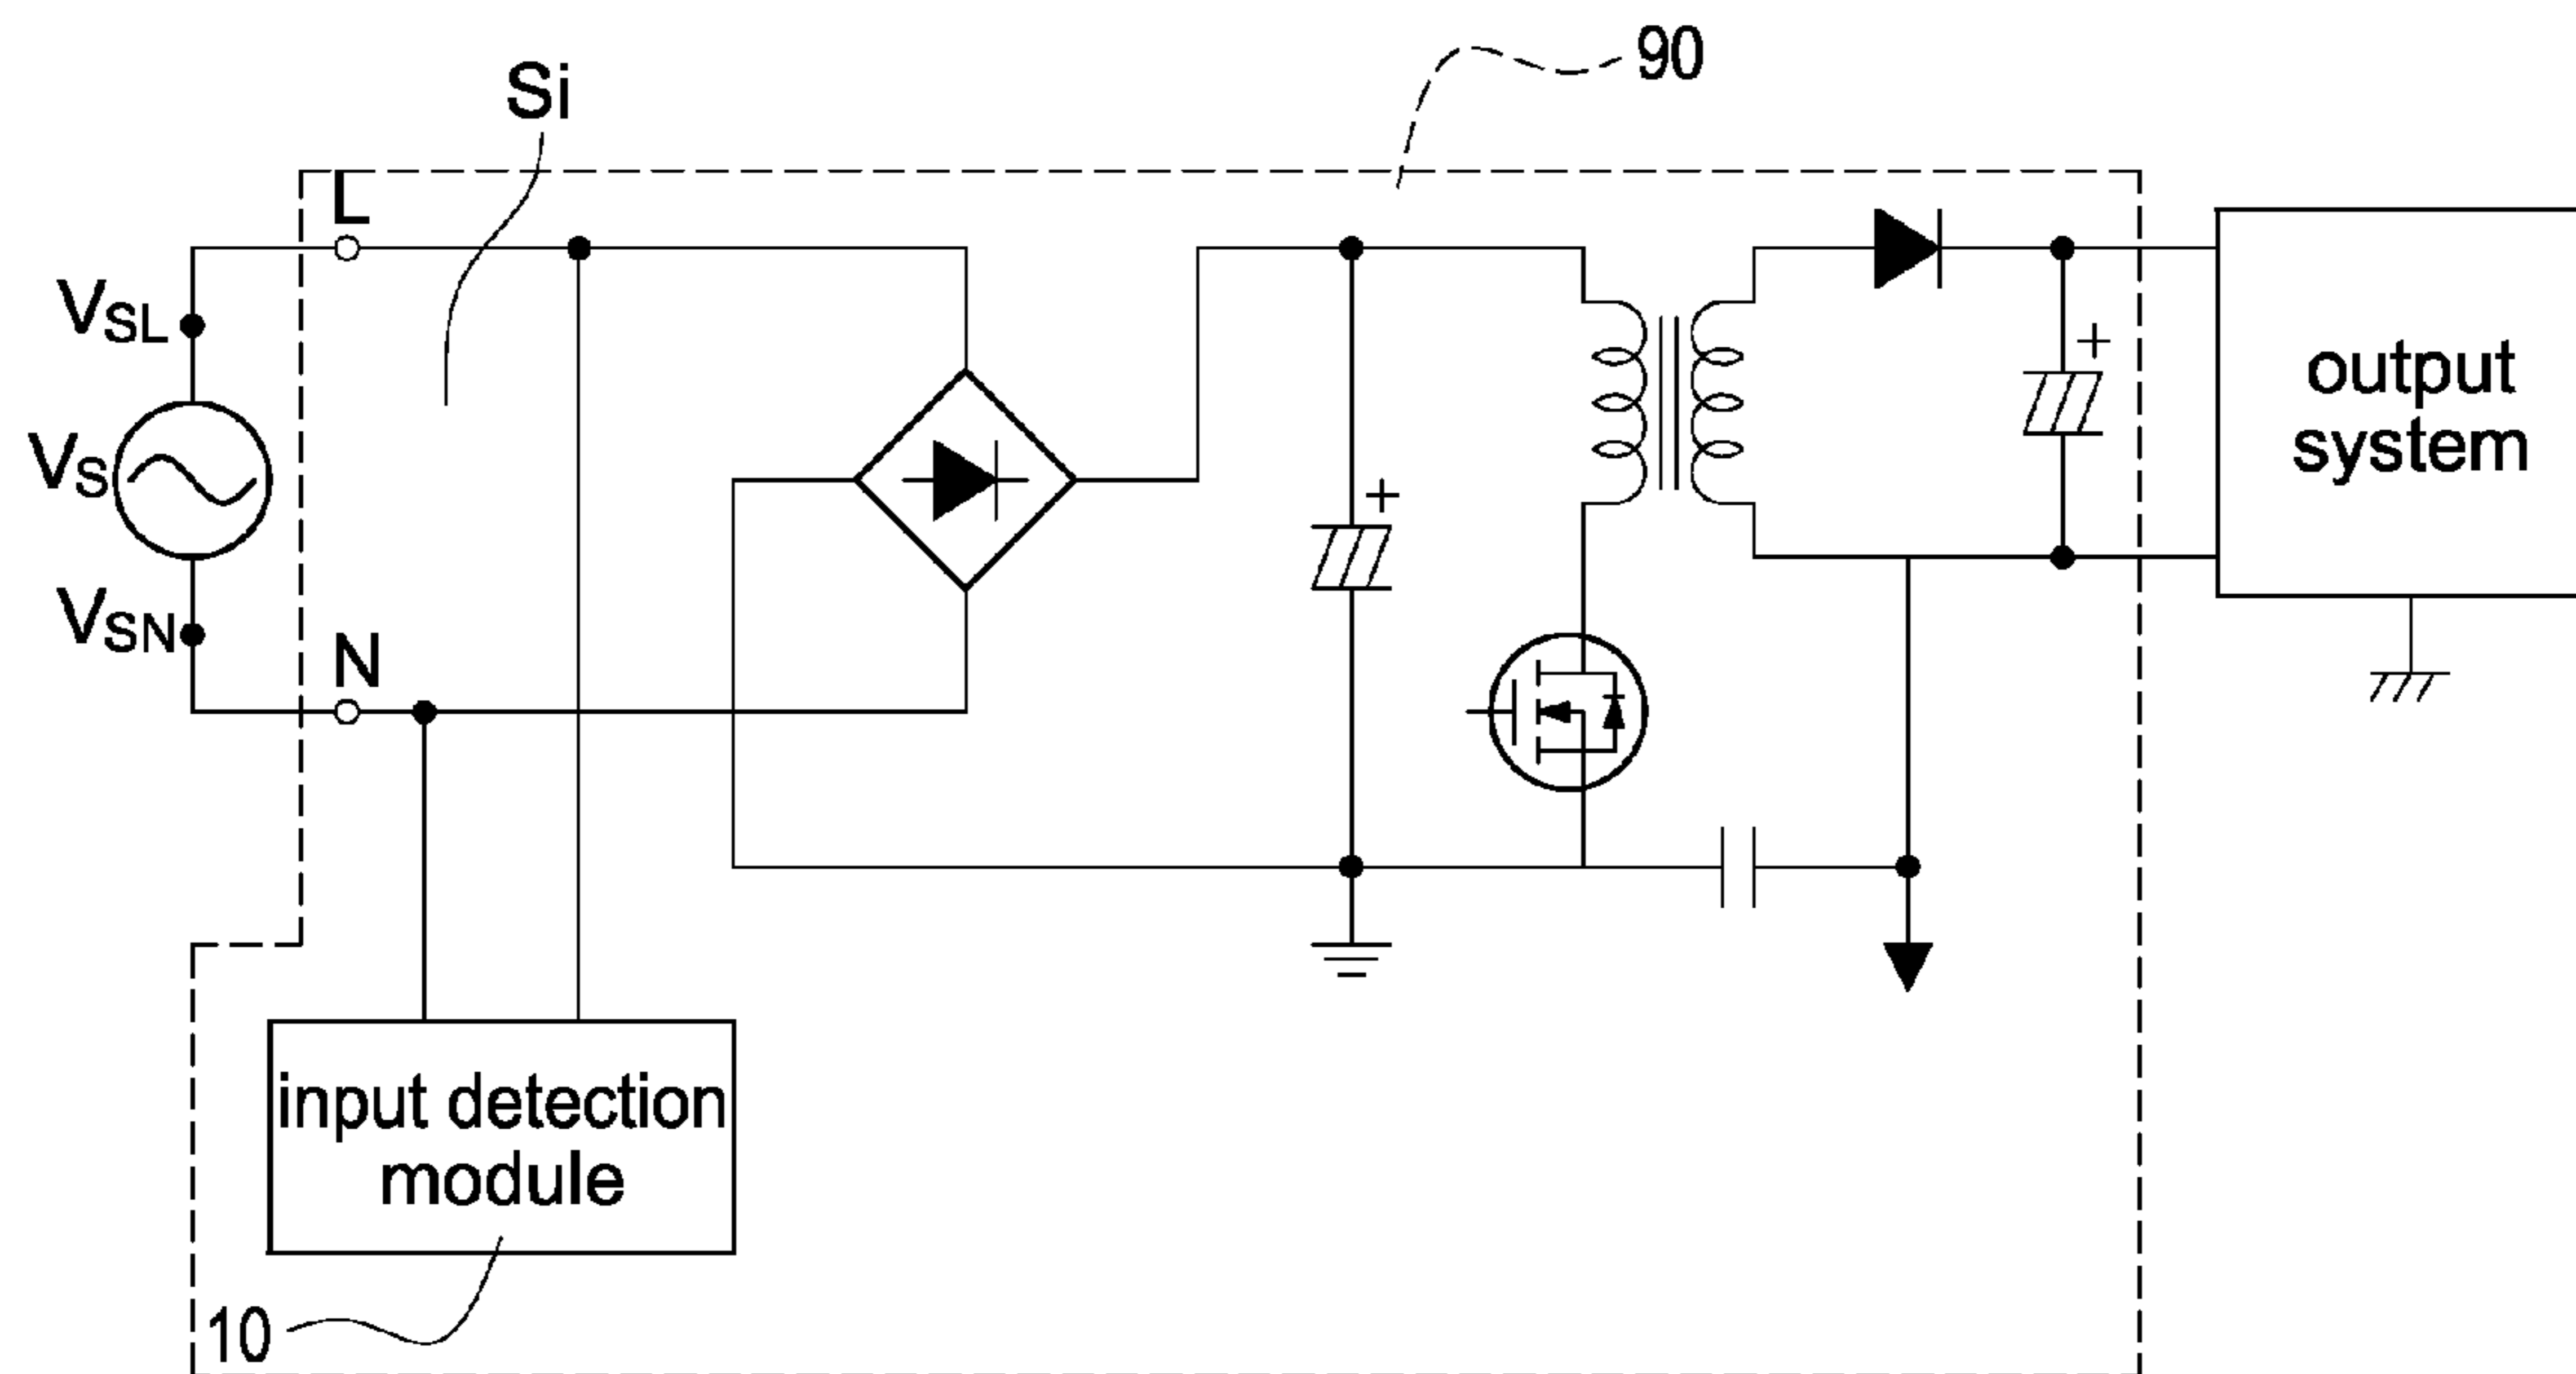 90
Si
L
VSL
VS
VSN
N
+
+
output
system
input detection
module
10